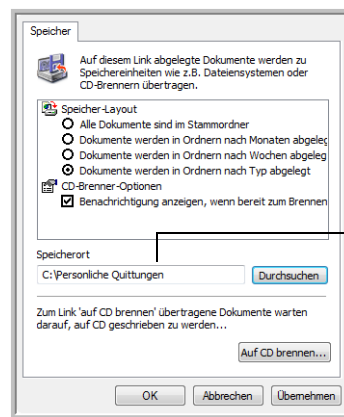 Speicher
Auf diesem Link abgelegte Dokumente werden zu
Speichereinheiten wie z.B. Dateiensystemen oder
CD-Brennern übertragen.
Speicher-Layout
Alle Dokumente sind im Stammordner
Dokumente werden in Ordnern nach Monaten abgeleg
Dokumente werden in Ordnern nach Wochen abgeleg
Dokumente werden in Ordnern nach Typ abgelegt
CD-Brenner-Optionen
Benachrichtigung anzeigen, wenn bereit zum Brennen
Speicherort
C:\Personliche Quittungen
Durchsuchen
Zum Link 'auf CD brennen' übertragene Dokumente warten
darauf, auf CD geschrieben zu werden...
Auf CD brennen...
OK Abbrechen Übernehmen